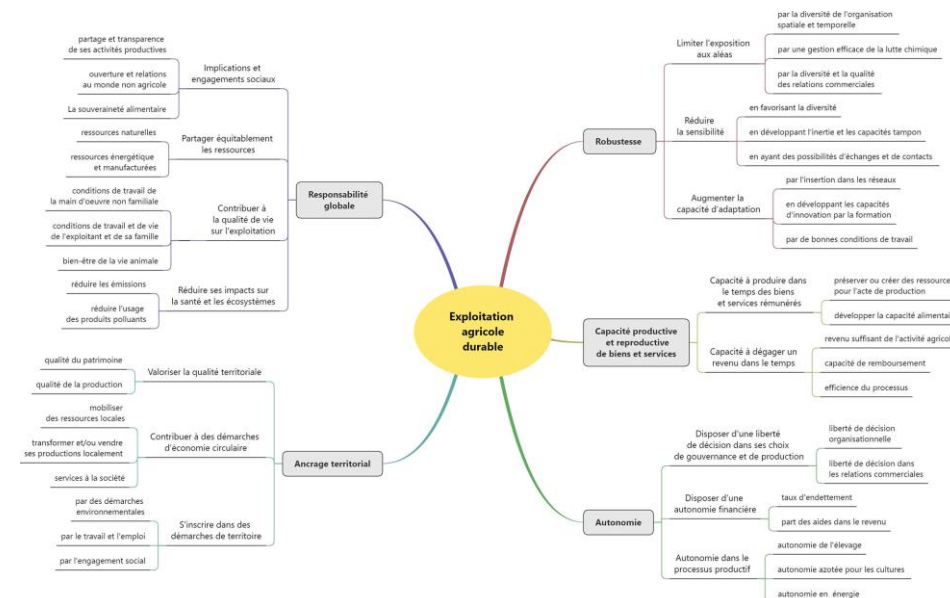 Exploitation
agricole
durable
Responsabilité
globale
Implications et
engagements sociaux
partage et transparence
de ses activités productives
ouverture et relations
au monde non agricole
La souveraineté alimentaire
Partager équitablement
les ressources
ressources naturelles
ressources énergétique
et manufacturées
Contribuer à
la qualité de vie
sur l'exploitation
conditions de travail de
la main d'oeuvre non familiale
conditions de travail et de vie
de l'exploitant et de sa famille
bien-être de la vie animale
Réduire ses impacts sur
la santé et les écosystèmes
réduire les émissions
réduire l'usage
des produits polluants
Ancrage territorial
Valoriser la qualité territoriale
qualité du patrimoine
qualité de la production
Contribuer à des démarches
d'économie circulaire
mobiliser
des ressources locales
transformer et/ou vendre
ses productions localement
services à la société
S'inscrire dans des
démarches de territoire
par des démarches
environnementales
par le travail et l'emploi
par l'engagement social
Robustesse
Limiter l'exposition
aux aléas
par la diversité de l'organisation
spatiale et temporelle
par une gestion efficace de la lutte chimique
par la diversité et la qualité
des relations commerciales
Réduire
la sensibilité
en favorisant la diversité
en développant l'inertie et les capacités tampon
en ayant des possibilités d'échanges et de contacts
Augmenter la
capacité d'adaptation
par l'insertion dans les réseaux
en développant les capacités
d'innovation par la formation
par de bonnes conditions de travail
Capacité productive
et reproductive
de biens et services
Capacité à produire dans
le temps des biens
et services rémunérés
préserver ou créer des ressource
pour l'acte de production
développer la capacité alimentai
Capacité à dégager un
revenu dans le temps
revenu suffisant de l'activité agricol
capacité de remboursement
efficience du processus
Autonomie
Disposer d'une liberté
de décision dans ses choix
de gouvernance et de production
liberté de décision
organisationnelle
liberté de décision dans
les relations commerciales
Disposer d'une
autonomie financière
taux d'endettement
part des aides dans le revenu
Autonomie dans le
processus productif
autonomie de l'élevage
autonomie azotée pour les cultures
autonomie en énergie